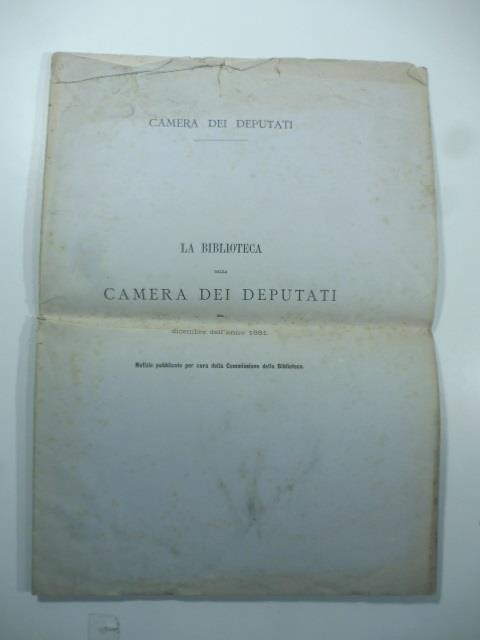 CAMERA DEI DEPUTATI
LA BIBLIOTECA
DELLA
CAMERA DEI DEPUTATI
NEL
dicembre dell'anno 1881.
Notizie pubblicate per cura della Commissione della Biblioteca.